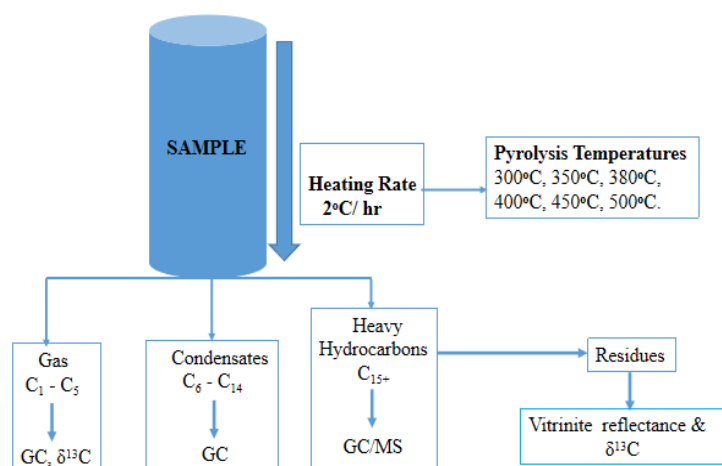 SAMPLE
Heating Rate
2ºC/ hr
Pyrolysis Temperatures
300ºC, 350ºC, 380ºC,
400ºC, 450ºC, 500ºC.
Gas
C₁ - C₅
GC, δ¹³C
Condensates
C₆ - C₁₄
GC
Heavy
Hydrocarbons
C₁₅₊
GC/MS
Residues
Vitrinite reflectance &
δ¹³C